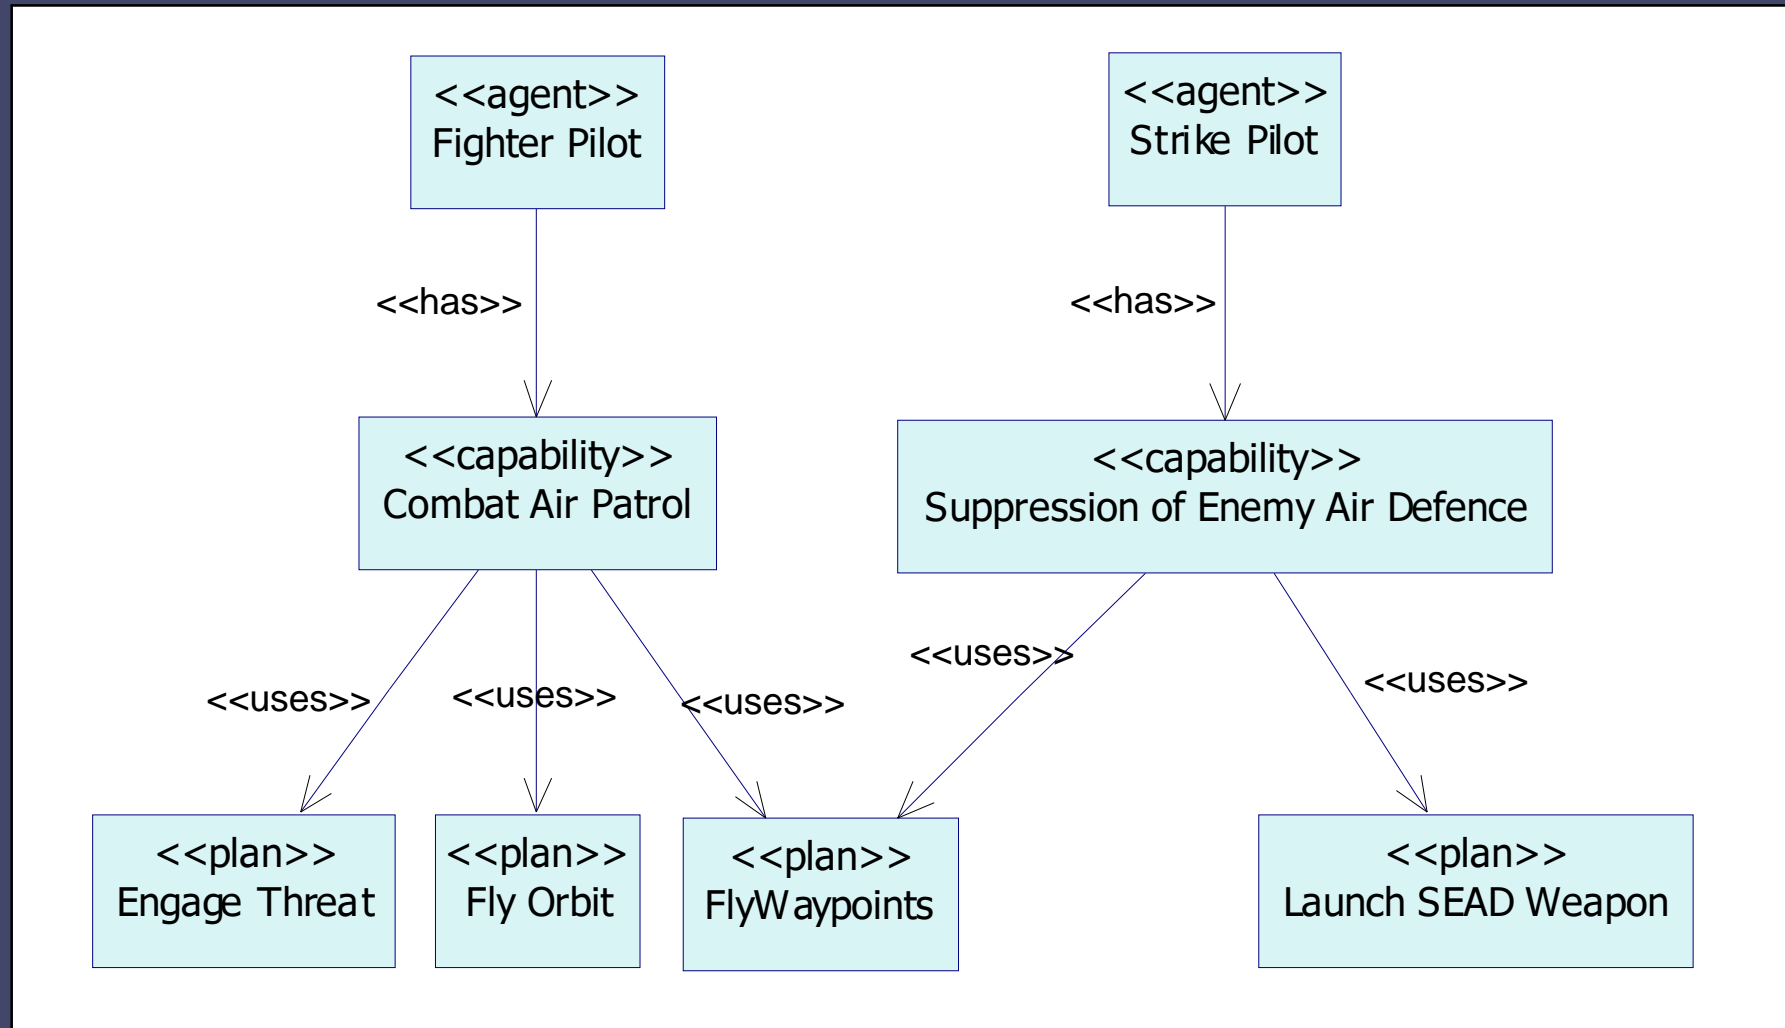 <<agent>>
Fighter Pilot
<<agent>>
Strike Pilot
<<has>>
<<has>>
<<capability>>
Combat Air Patrol
<<capability>>
Suppression of Enemy Air Defence
<<uses>>
<<uses>>
<<uses>>
<<uses>>
<<uses>>
<<plan>>
Engage Threat
<<plan>>
Fly Orbit
<<plan>>
FlyWaypoints
<<plan>>
Launch SEAD Weapon